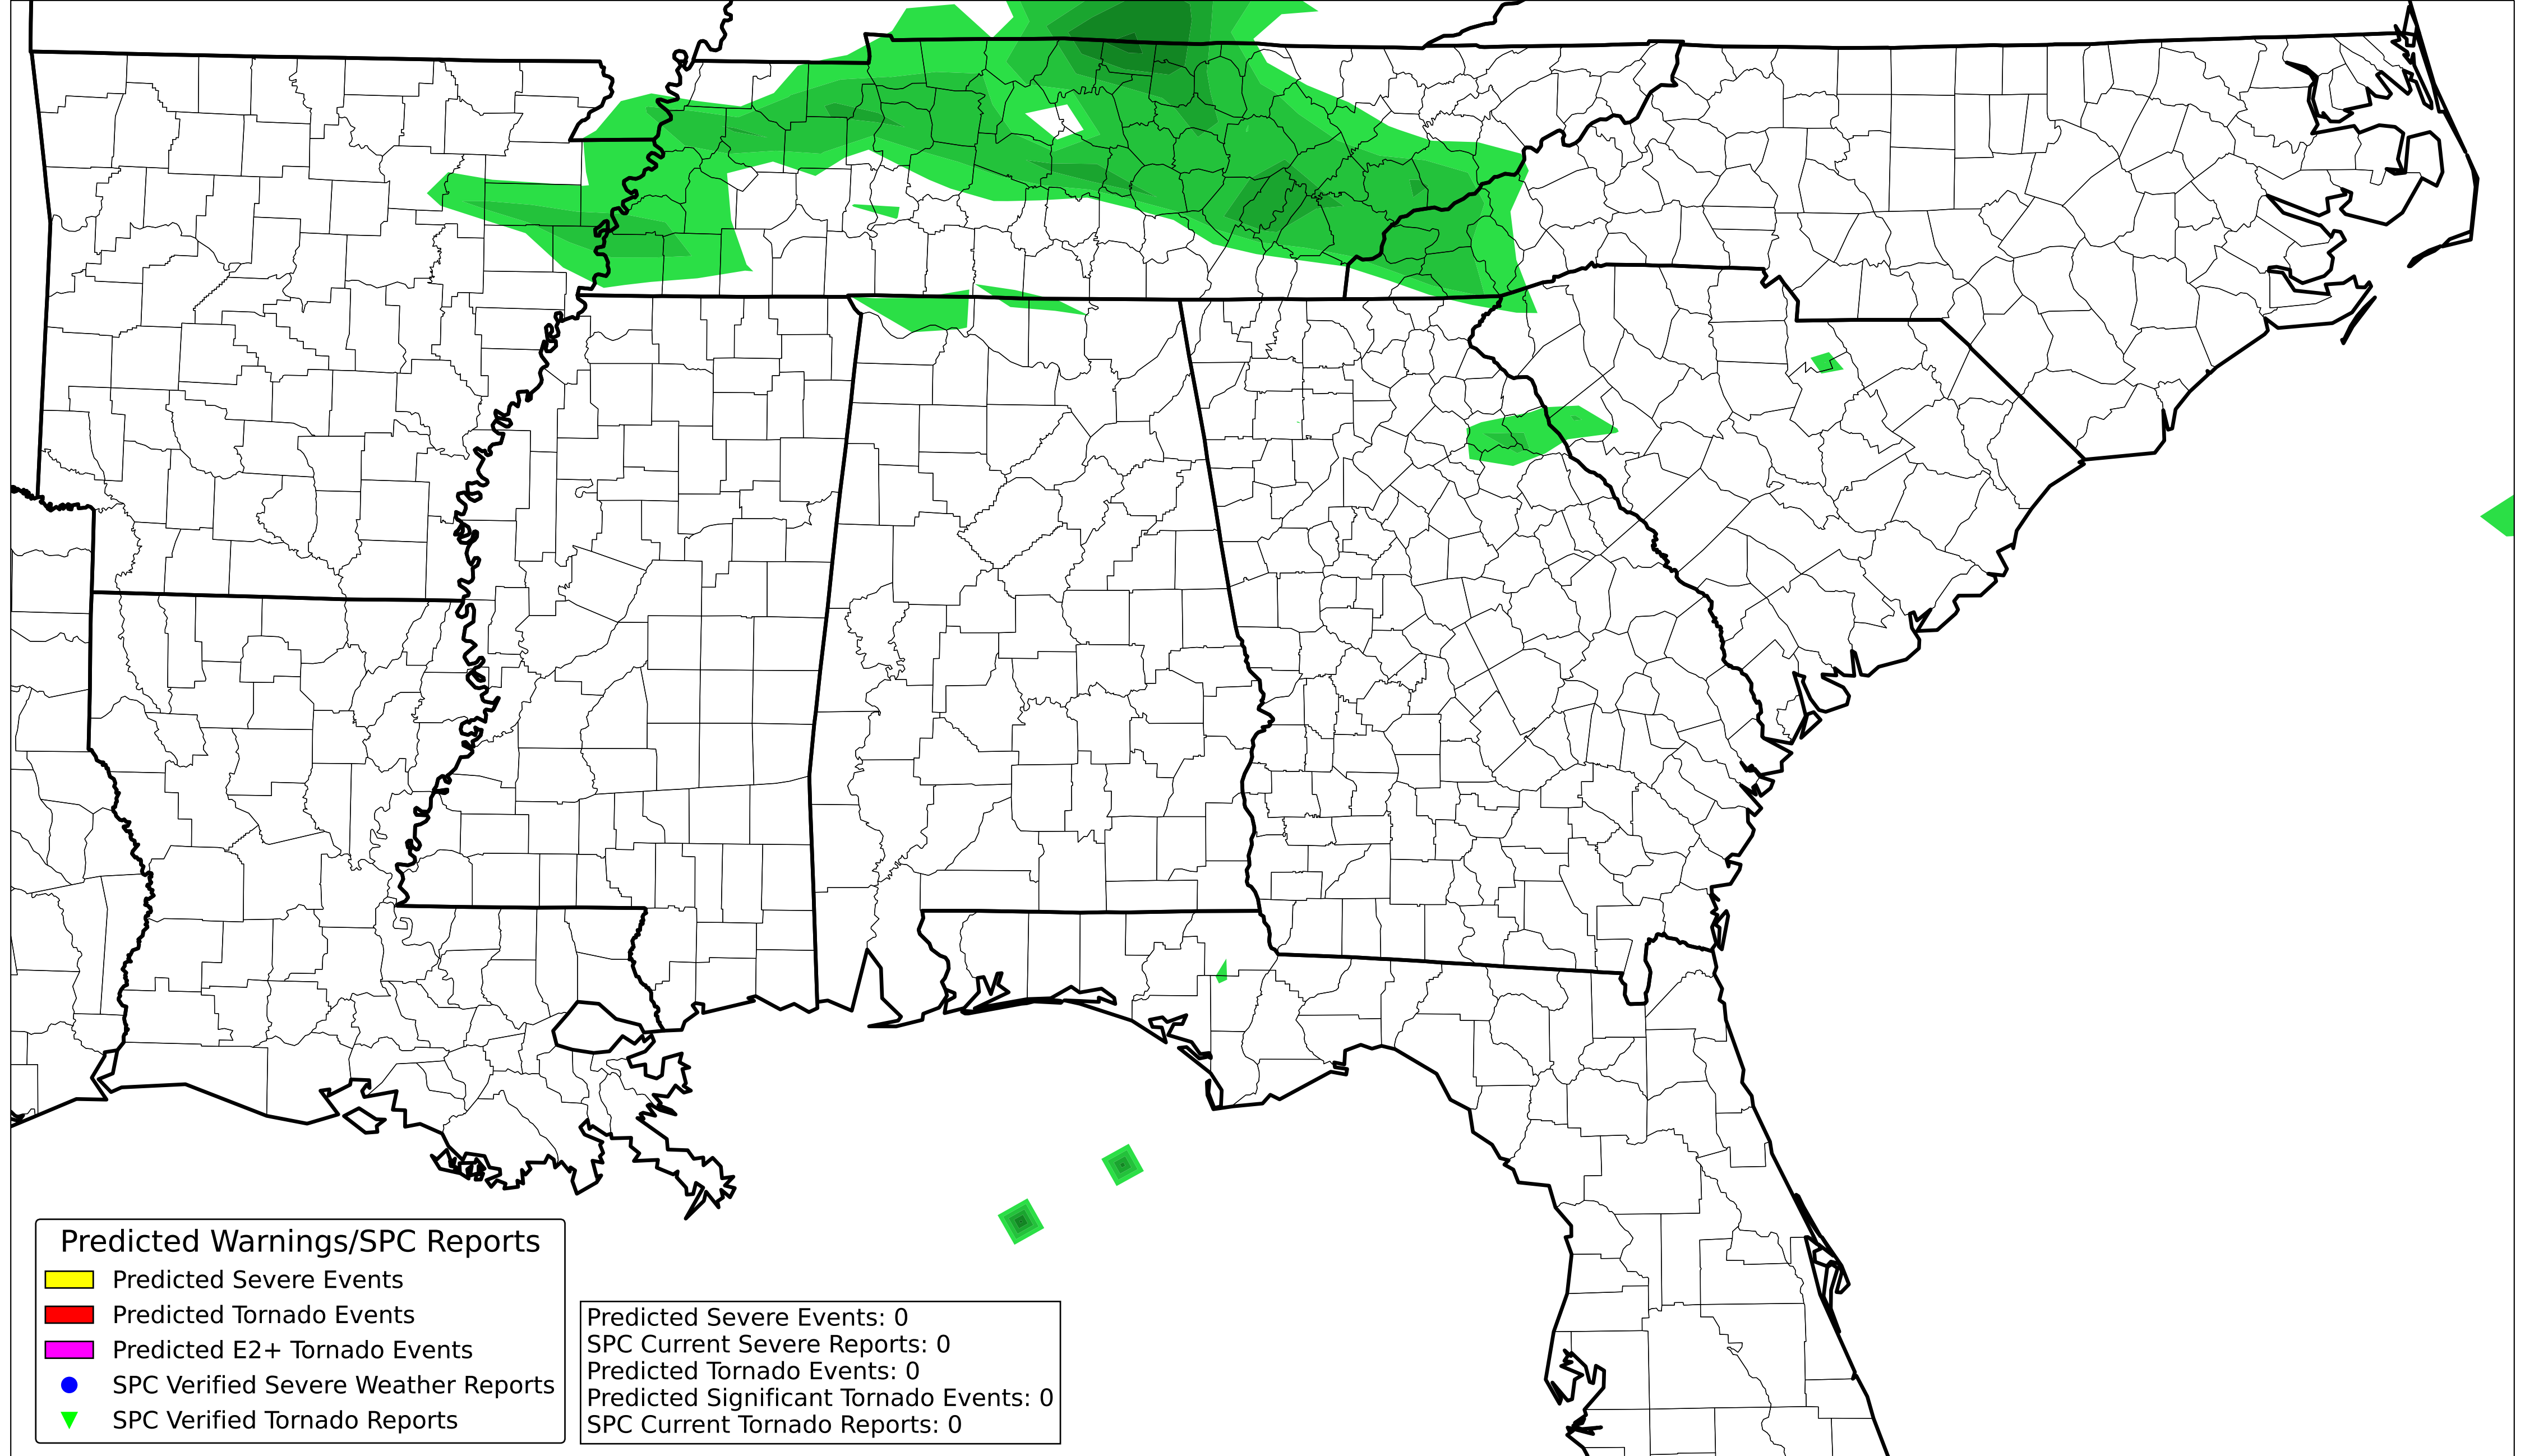 Predicted Warnings/SPC Reports
Predicted Severe Events
Predicted Tornado Events
Predicted E2+ Tornado Events
SPC Verified Severe Weather Reports
SPC Verified Tornado Reports
Predicted Severe Events: 0
SPC Current Severe Reports: 0
Predicted Tornado Events: 0
Predicted Significant Tornado Events: 0
SPC Current Tornado Reports: 0